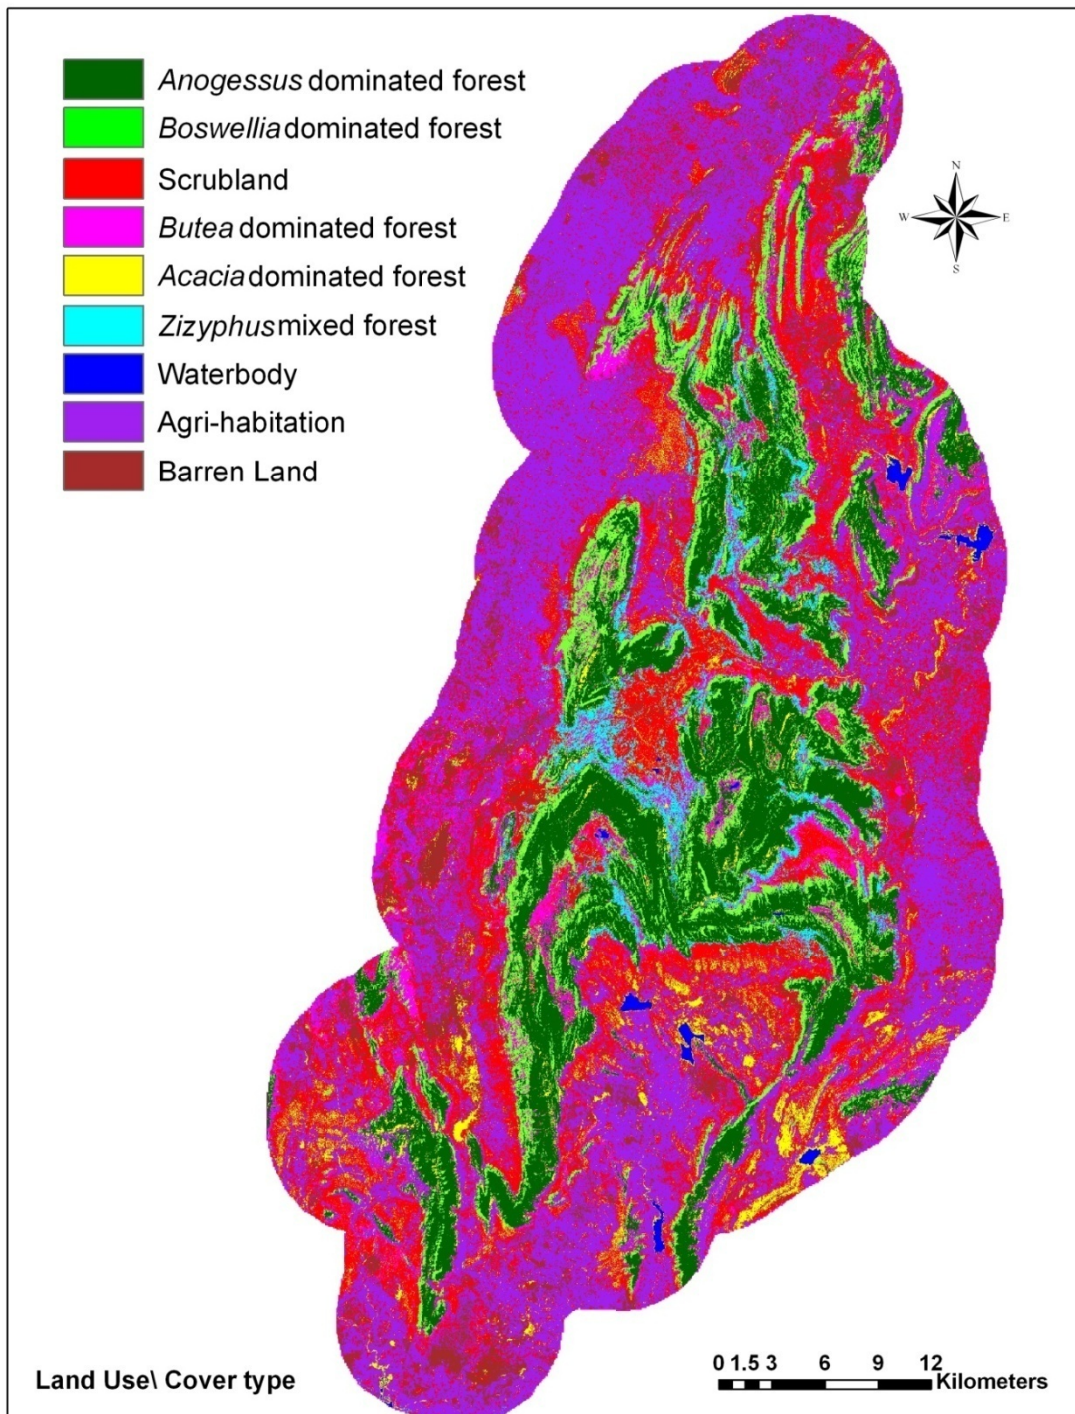 Anogessus dominated forest
Boswellia dominated forest
Scrubland
Butea dominated forest
Acacia dominated forest
Zizyphus mixed forest
Waterbody
Agri-habitation
Barren Land
N
W E
S
Land Use\ Cover type
0 1.5 3 6 9 12
Kilometers